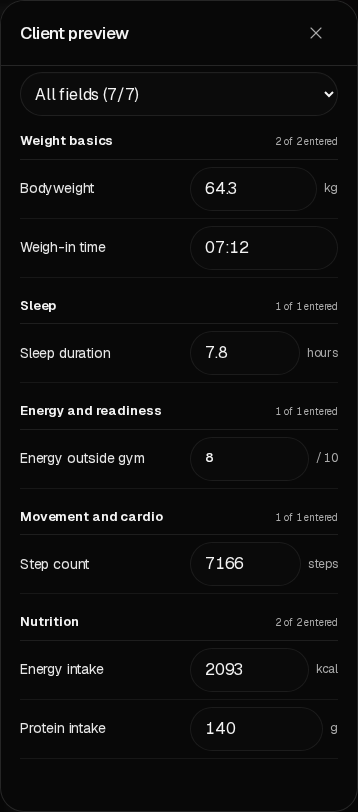 Client preview
All fields (7/7)
Weight basics 2 of 2 entered
Bodyweight 64.3 kg
Weigh-in time 07:12
Sleep 1 of 1 entered
Sleep duration 7.8 hours
Energy and readiness 1 of 1 entered
Energy outside gym 8 / 10
Movement and cardio 1 of 1 entered
Step count 7166 steps
Nutrition 2 of 2 entered
Energy intake 2093 kcal
Protein intake 140 g